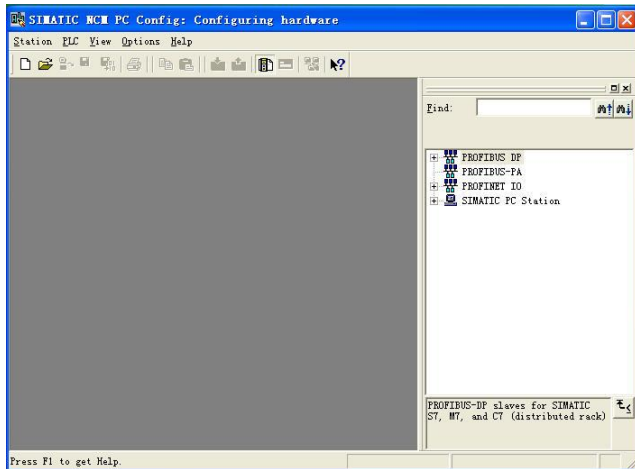 SIMATIC NCM PC Config: Configuring hardware
Station PLC View Options Help
Find:
PROFIBUS DP
PROFIBUS-PA
PROFINET IO
SIMATIC PC Station
PROFIBUS-DP slaves for SIMATIC
S7, M7, and C7 (distributed rack)
Press F1 to get Help.